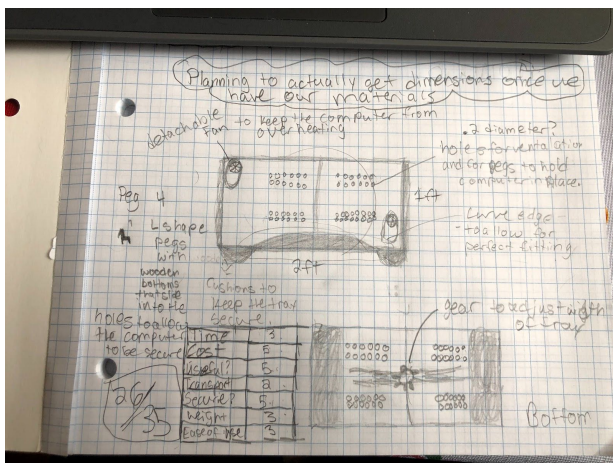 Planning to actually get dimensions once we
have our materials
detachable
fan
to keep the computer from
overheating
.2 diameter?
holes for ventilation
and for pegs to hold
computer in place.
1ft
Curve edge
to allow for
perfect fitting
2ft
Peg 4
L shape
pegs
with
wooden
bottoms
that slide
into the
holes to allow
the computer
to be secure
Cushions to
keep the tray
secure.
gear to adjust width
of tray
Time 3
Cost 5
Useful? 5
Transport 2
Secure? 5
weight 3
Ease of use 3
26/35
Bottom